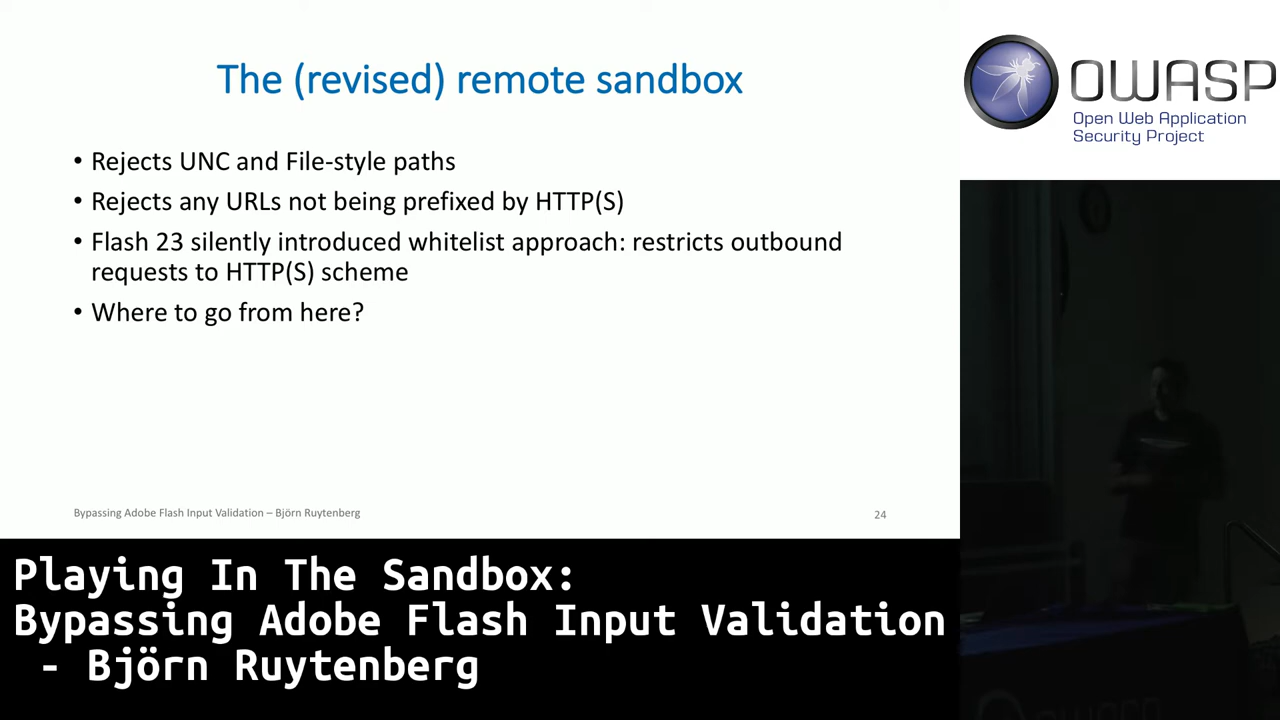 The (revised) remote sandbox
• Rejects UNC and File-style paths
• Rejects any URLs not being prefixed by HTTP(S)
• Flash 23 silently introduced whitelist approach: restricts outbound
requests to HTTP(S) scheme
• Where to go from here?
Bypassing Adobe Flash Input Validation – Björn Ruytenberg
24
OWASP
Open Web Application
Security Project
Playing In The Sandbox:
Bypassing Adobe Flash Input Validation
- Björn Ruytenberg
owasp